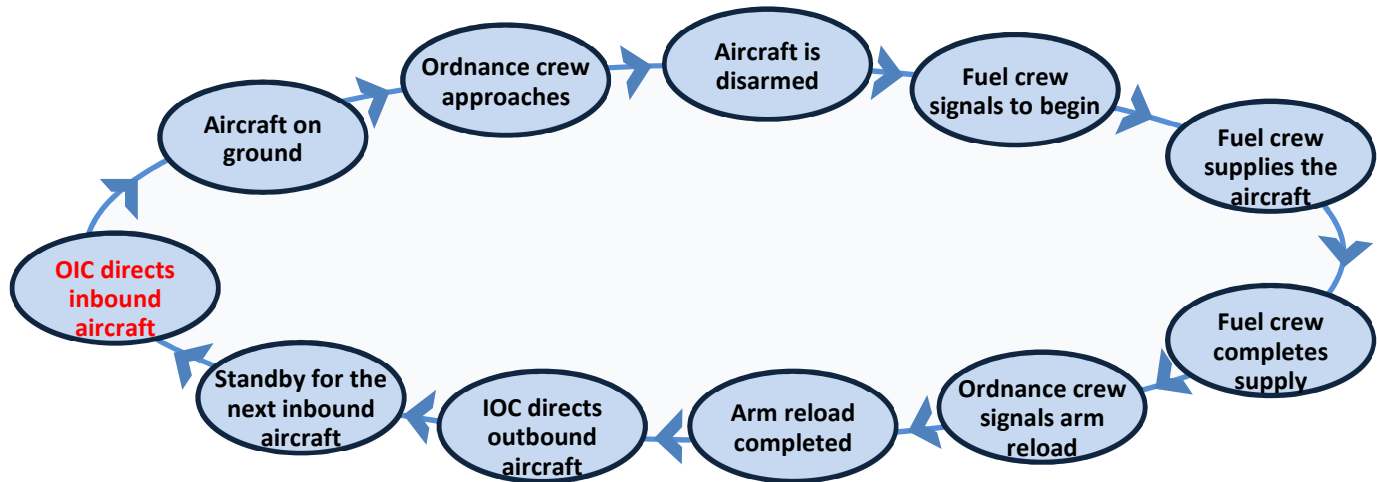 OIC directs
inbound
aircraft
Aircraft on
ground
Ordnance crew
approaches
Aircraft is
disarmed
Fuel crew
signals to begin
Fuel crew
supplies the
aircraft
Fuel crew
completes
supply
Ordnance crew
signals arm
reload
Arm reload
completed
IOC directs
outbound
aircraft
Standby for the
next inbound
aircraft